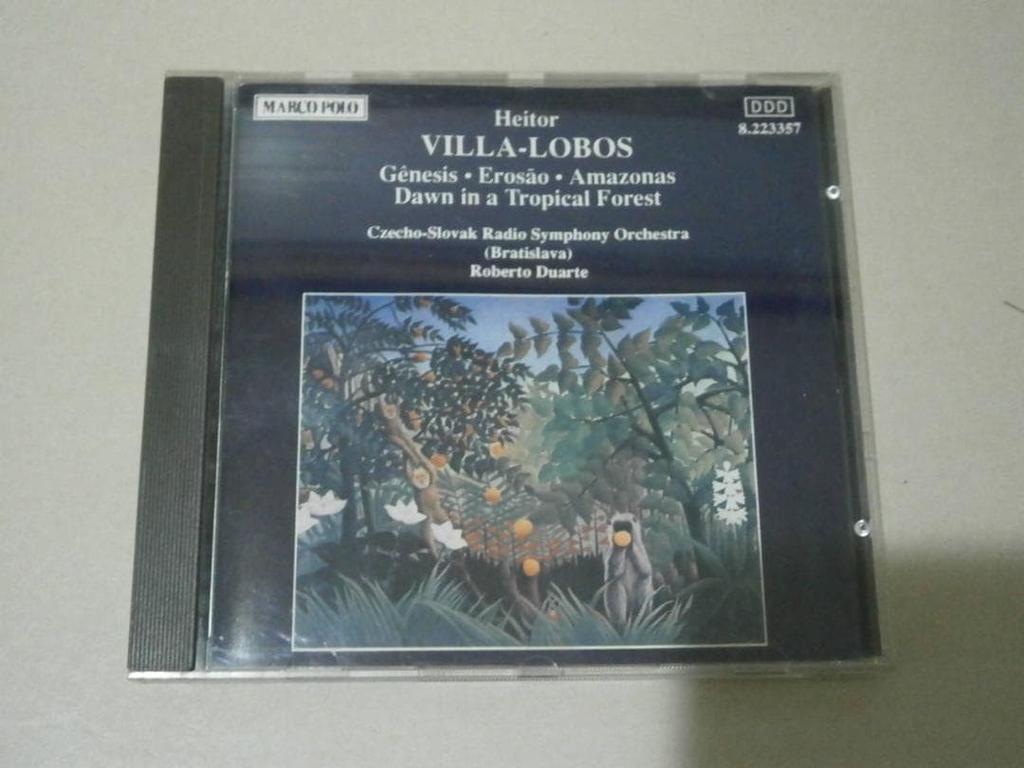 MARCO POLO
DDD
8.223357
Heitor
VILLA-LOBOS
Gênesis • Erosão • Amazonas
Dawn in a Tropical Forest
Czecho-Slovak Radio Symphony Orchestra
(Bratislava)
Roberto Duarte